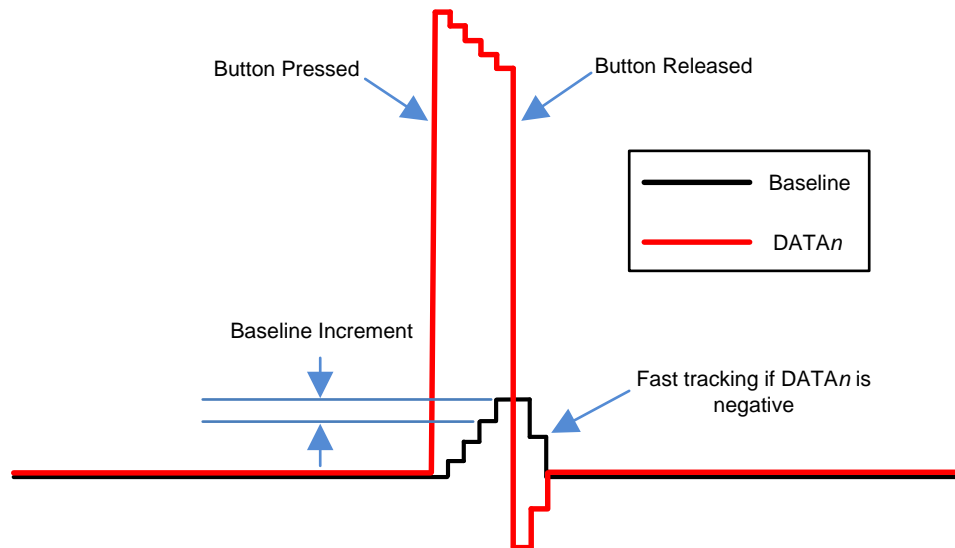 Button Pressed
Button Released
Baseline
DATAn
Baseline Increment
Fast tracking if DATAn is
negative